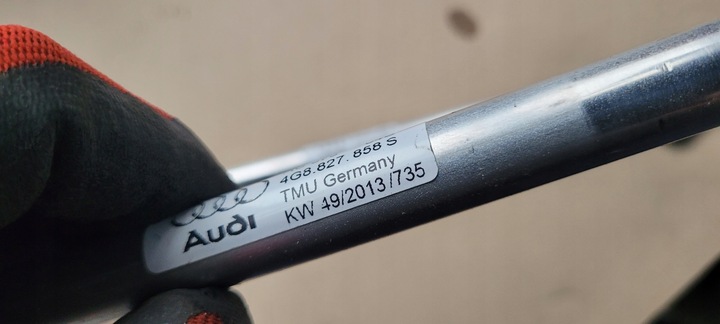 4G8.827.858 S
TMU Germany
KW 49/2013/735
Audi